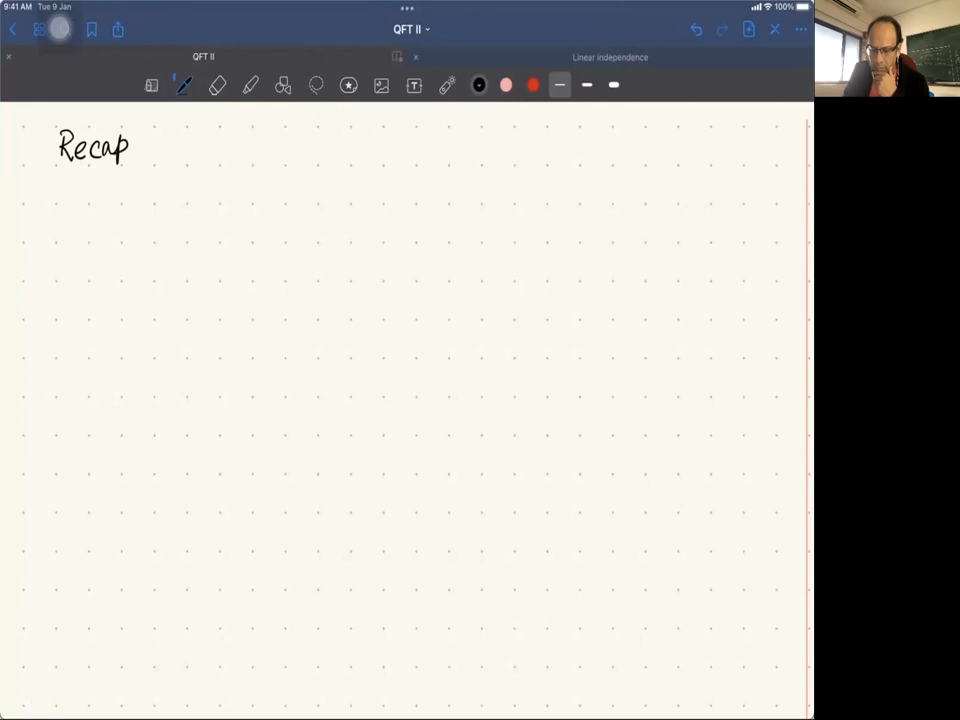 9:41 AM Tue 9 Jan 100%
QFT II
QFT II Linear independence
Recap